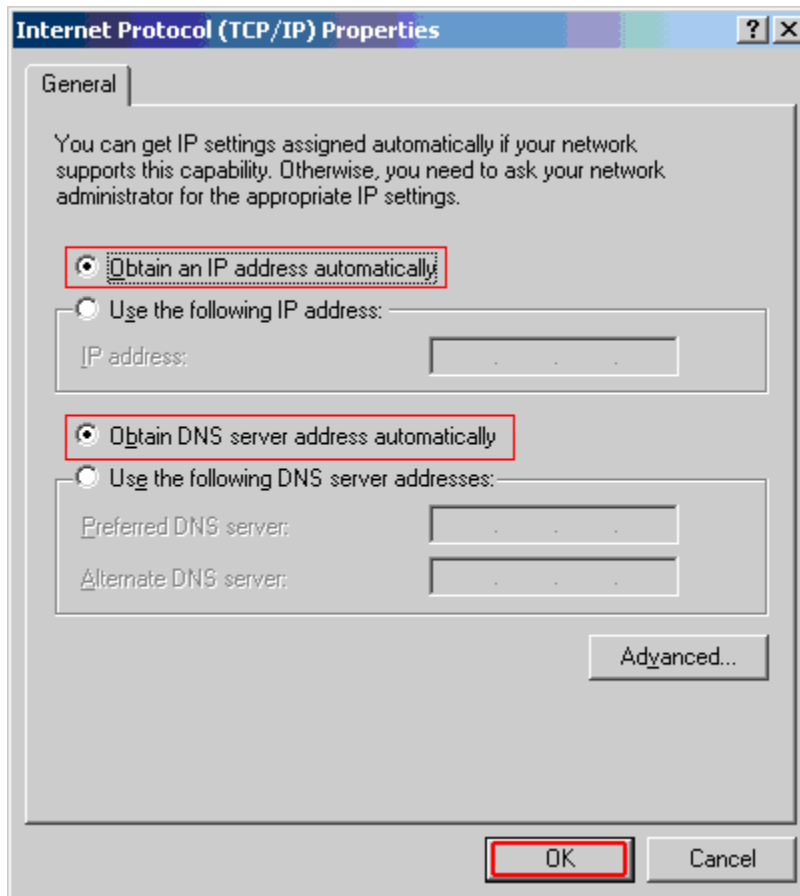 Internet Protocol (TCP/IP) Properties
General
You can get IP settings assigned automatically if your network
supports this capability. Otherwise, you need to ask your network
administrator for the appropriate IP settings.
Obtain an IP address automatically
Use the following IP address:
IP address:
Obtain DNS server address automatically
Use the following DNS server addresses:
Preferred DNS server:
Alternate DNS server:
Advanced...
OK
Cancel